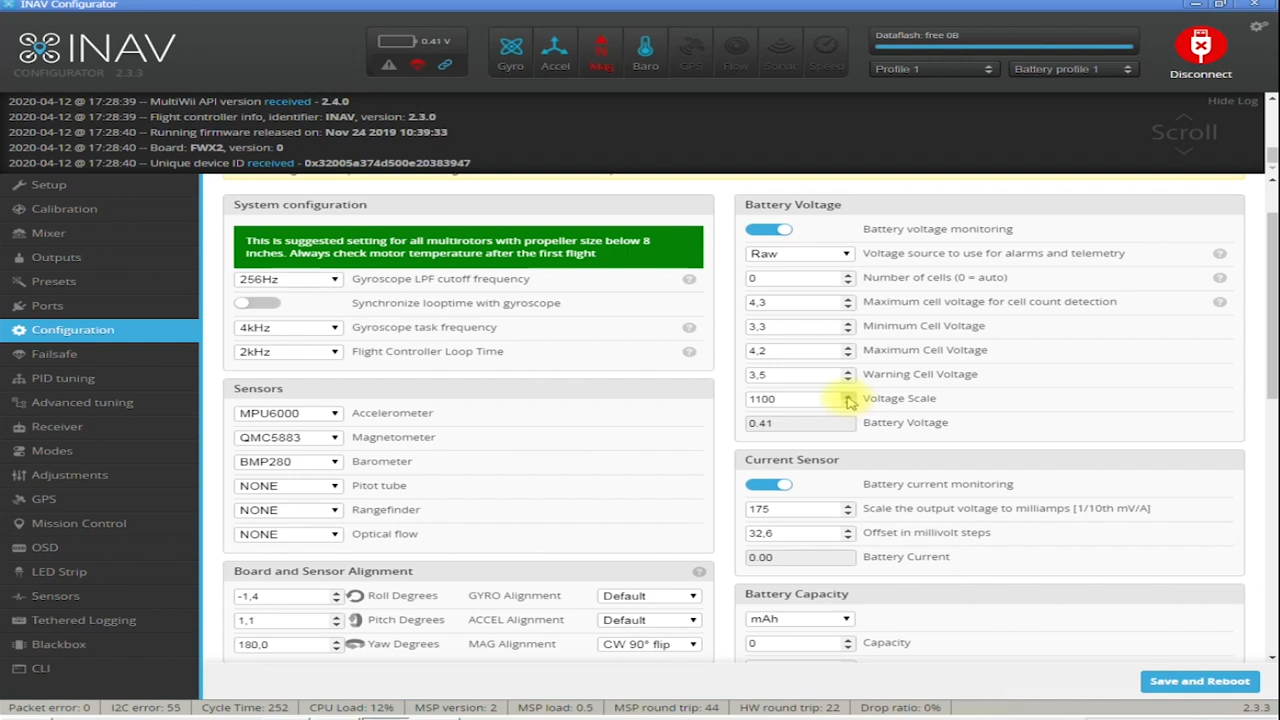 INAV Configurator
INAV
CONFIGURATOR 2.3.3
0.41 V
Gyro
Accel
Mag
Baro
GPS
Flow
Sonar
Speed
Dataflash: free 0B
Profile 1
Battery profile 1
Disconnect
2020-04-12 @ 17:28:39 -- MultiWii API version received - 2.4.0
Hide Log
2020-04-12 @ 17:28:39 -- Flight controller info, identifier: INAV, version: 2.3.0
2020-04-12 @ 17:28:40 -- Running firmware released on: Nov 24 2019 10:39:33
Scroll
2020-04-12 @ 17:28:40 -- Board: FWX2, version: 0
2020-04-12 @ 17:28:40 -- Unique device ID received - 0x32005a374d500e20383947
Setup
Calibration
Mixer
Outputs
Presets
Ports
Configuration
Failsafe
PID tuning
Advanced tuning
Receiver
Modes
Adjustments
GPS
Mission Control
OSD
LED Strip
Sensors
Tethered Logging
Blackbox
CLI
System configuration
This is suggested setting for all multirotors with propeller size below 8
inches. Always check motor temperature after the first flight
256Hz Gyroscope LPF cutoff frequency ?
Synchronize looptime with gyroscope
4kHz Gyroscope task frequency ?
2kHz Flight Controller Loop Time ?
Sensors
MPU6000 Accelerometer
QMC5883 Magnetometer
BMP280 Barometer
NONE Pitot tube
NONE Rangefinder
NONE Optical flow
Board and Sensor Alignment ?
-1,4 Roll Degrees GYRO Alignment Default
1,1 Pitch Degrees ACCEL Alignment Default
180,0 Yaw Degrees MAG Alignment CW 90° flip
Battery Voltage
Battery voltage monitoring
Raw Voltage source to use for alarms and telemetry ?
0 Number of cells (0 = auto) ?
4,3 Maximum cell voltage for cell count detection ?
3,3 Minimum Cell Voltage
4,2 Maximum Cell Voltage
3,5 Warning Cell Voltage
1100 Voltage Scale
0.41 Battery Voltage
Current Sensor
Battery current monitoring
175 Scale the output voltage to milliamps [1/10th mV/A]
32,6 Offset in millivolt steps
0.00 Battery Current
Battery Capacity
mAh
0 Capacity
Save and Reboot
Packet error: 0
I2C error: 55
Cycle Time: 252
CPU Load: 12%
MSP version: 2
MSP load: 0.5
MSP round trip: 44
HW round trip: 22
Drop ratio: 0%
2.3.3